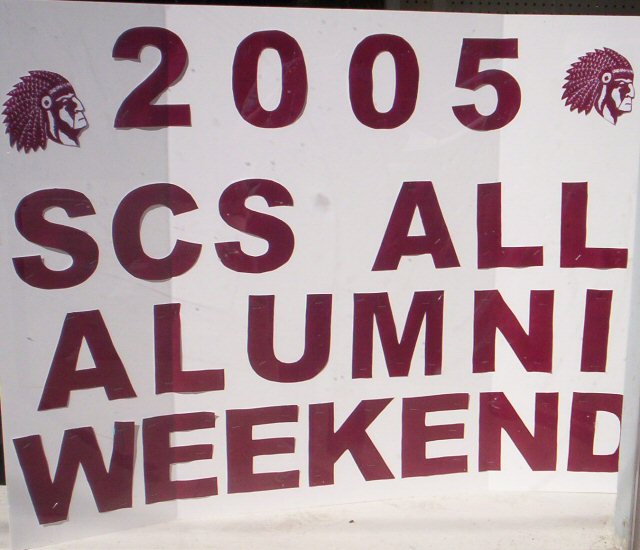 2005
SCS ALL
ALUMNI
WEEKEND